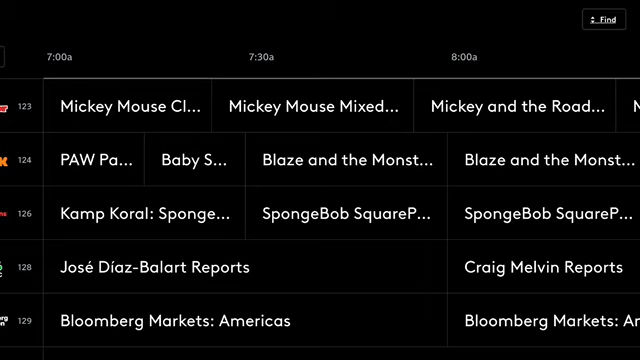 Find
7:00a 7:30a 8:00a
123 Mickey Mouse Cl... Mickey Mouse Mixed... Mickey and the Road...
124 PAW Pa... Baby S... Blaze and the Monst... Blaze and the Monst...
126 Kamp Koral: Sponge... SpongeBob SquareP... SpongeBob SquareP...
128 José Díaz-Balart Reports Craig Melvin Reports
129 Bloomberg Markets: Americas Bloomberg Markets: Ar